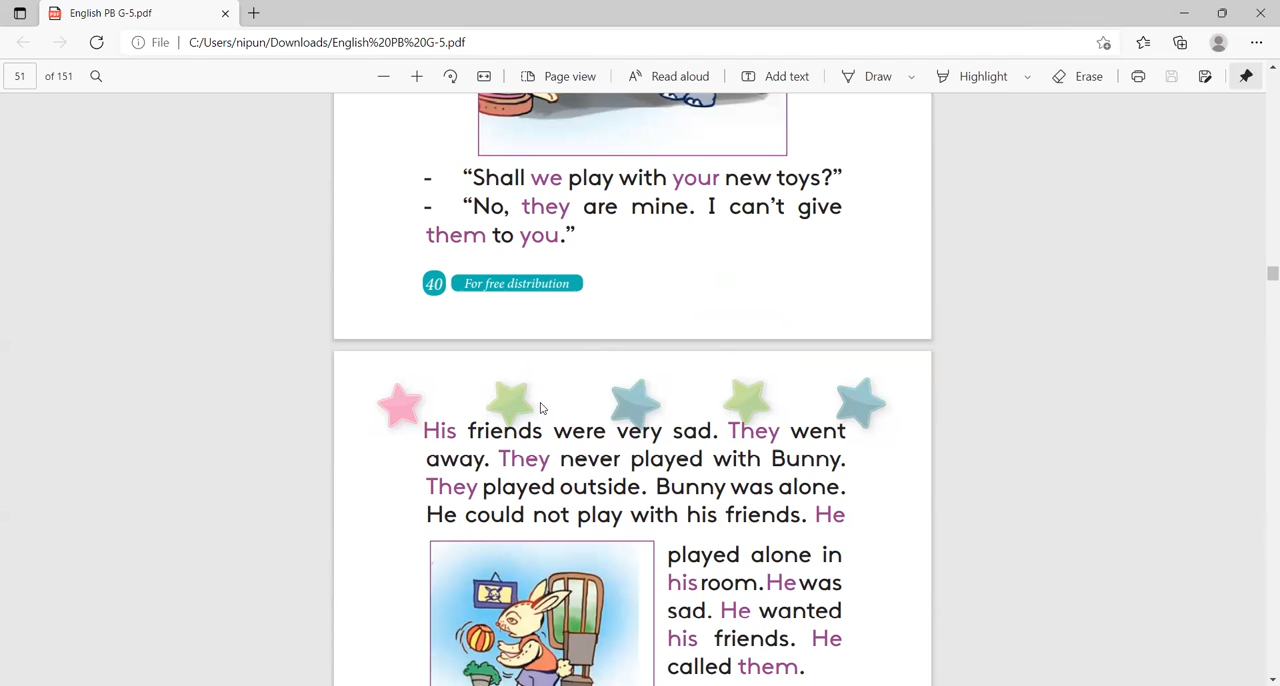 English PB G-5.pdf
File | C:/Users/nipun/Downloads/English%20PB%20G-5.pdf
51 of 151 Page view Read aloud Add text Draw Highlight Erase
- “Shall we play with your new toys?”
- “No, they are mine. I can’t give
them to you.”
40 For free distribution
His friends were very sad. They went
away. They never played with Bunny.
They played outside. Bunny was alone.
He could not play with his friends. He
played alone in
his room. He was
sad. He wanted
his friends. He
called them.